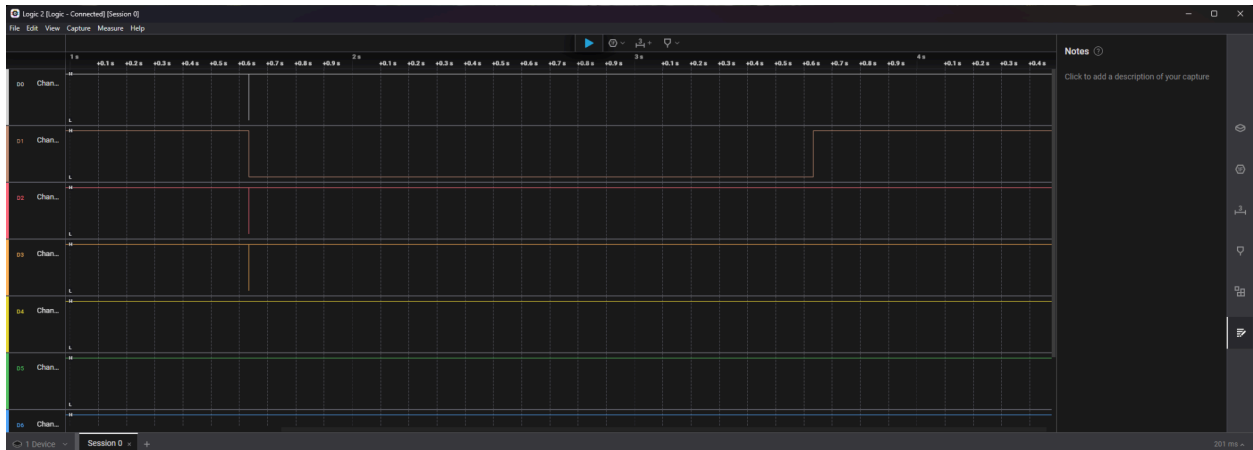 Logic 2 [Logic - Connected] [Session 0]
File Edit View Capture Measure Help
1 s +0.1 s +0.2 s +0.3 s +0.4 s +0.5 s +0.6 s +0.7 s +0.8 s +0.9 s 2 s +0.1 s +0.2 s +0.3 s +0.4 s +0.5 s +0.6 s +0.7 s +0.8 s +0.9 s 3 s +0.1 s +0.2 s +0.3 s +0.4 s +0.5 s +0.6 s +0.7 s +0.8 s +0.9 s 4 s +0.1 s +0.2 s +0.3 s +0.4 s
Notes
Click to add a description of your capture
H
D0 Chan...
L
H
D1 Chan...
L
H
D2 Chan...
L
H
D3 Chan...
L
H
D4 Chan...
L
H
D5 Chan...
L
H
D6 Chan...
1 Device Session 0 × +
201 ms